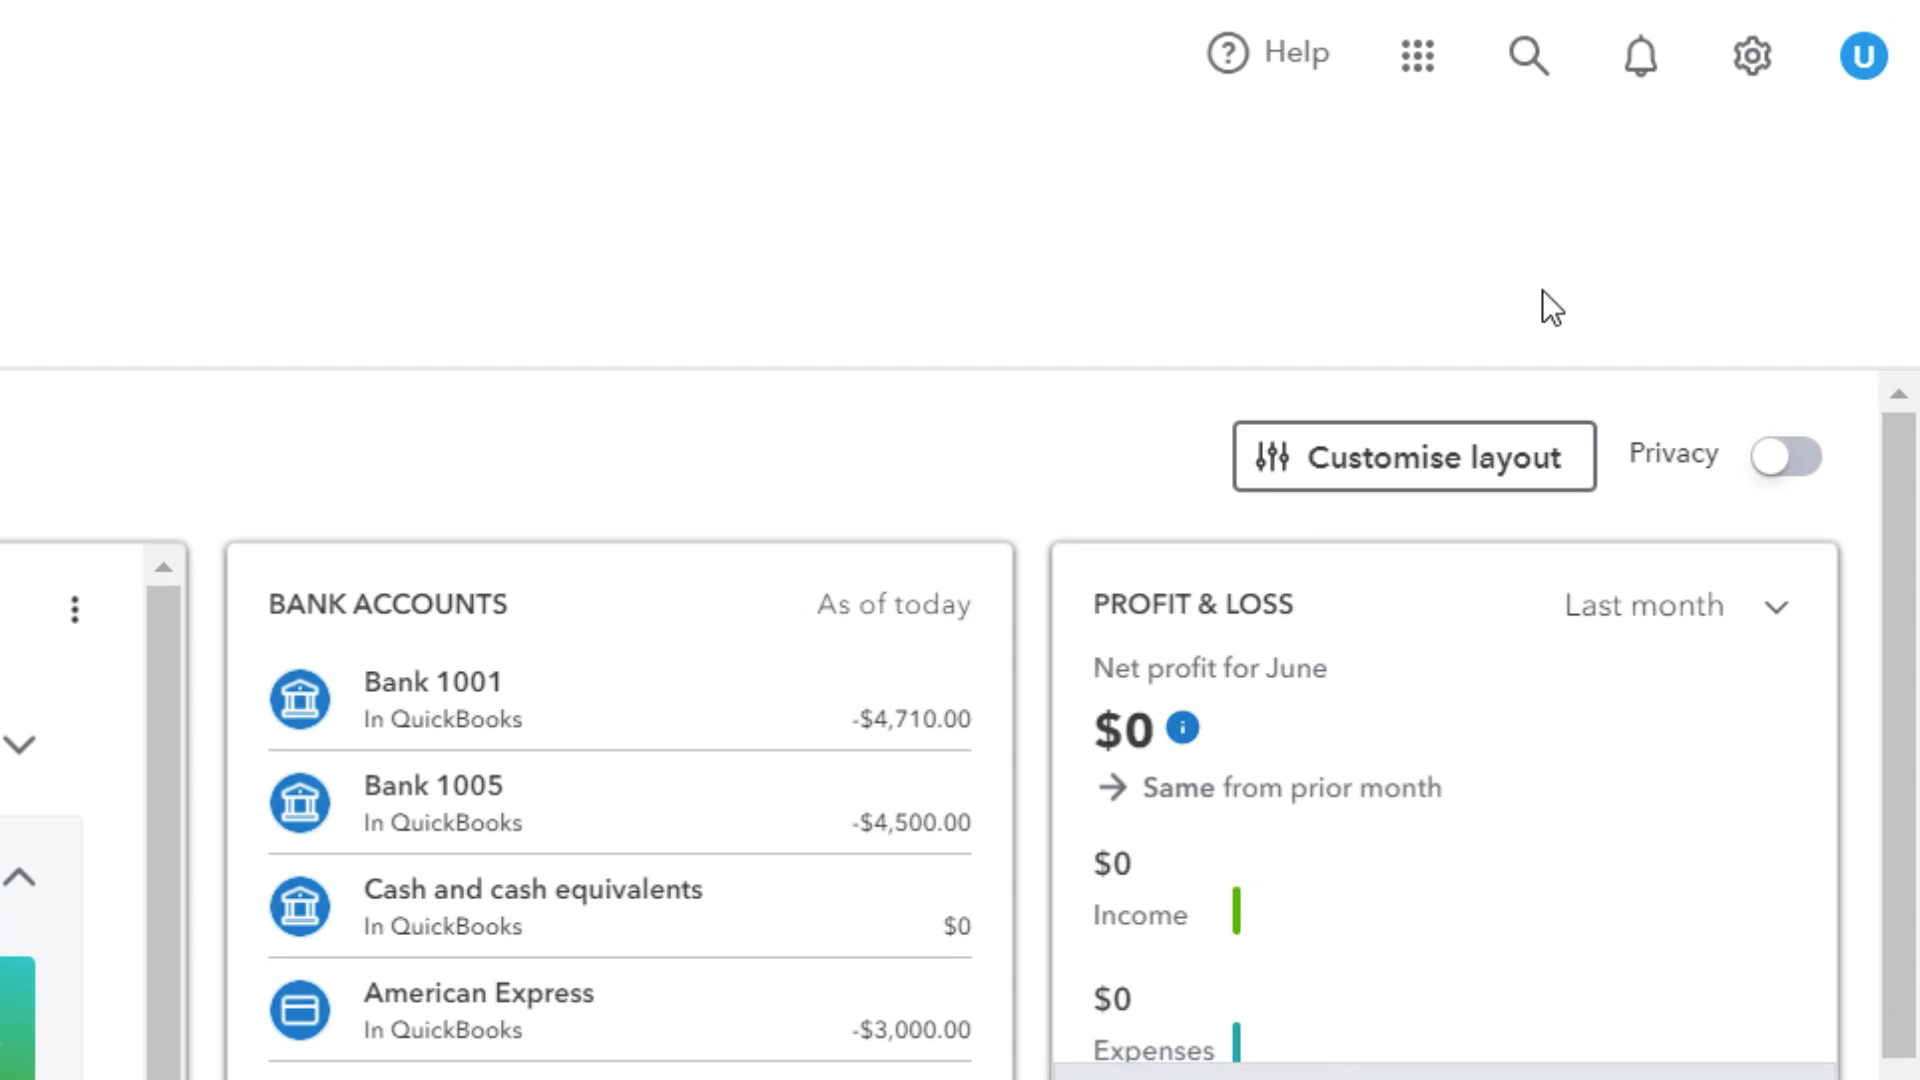 Help
U
Customise layout
Privacy
BANK ACCOUNTS
As of today
Bank 1001
In QuickBooks
-$4,710.00
Bank 1005
In QuickBooks
-$4,500.00
Cash and cash equivalents
In QuickBooks
$0
American Express
In QuickBooks
-$3,000.00
PROFIT & LOSS
Last month
Net profit for June
$0
Same from prior month
$0
Income
$0
Expenses